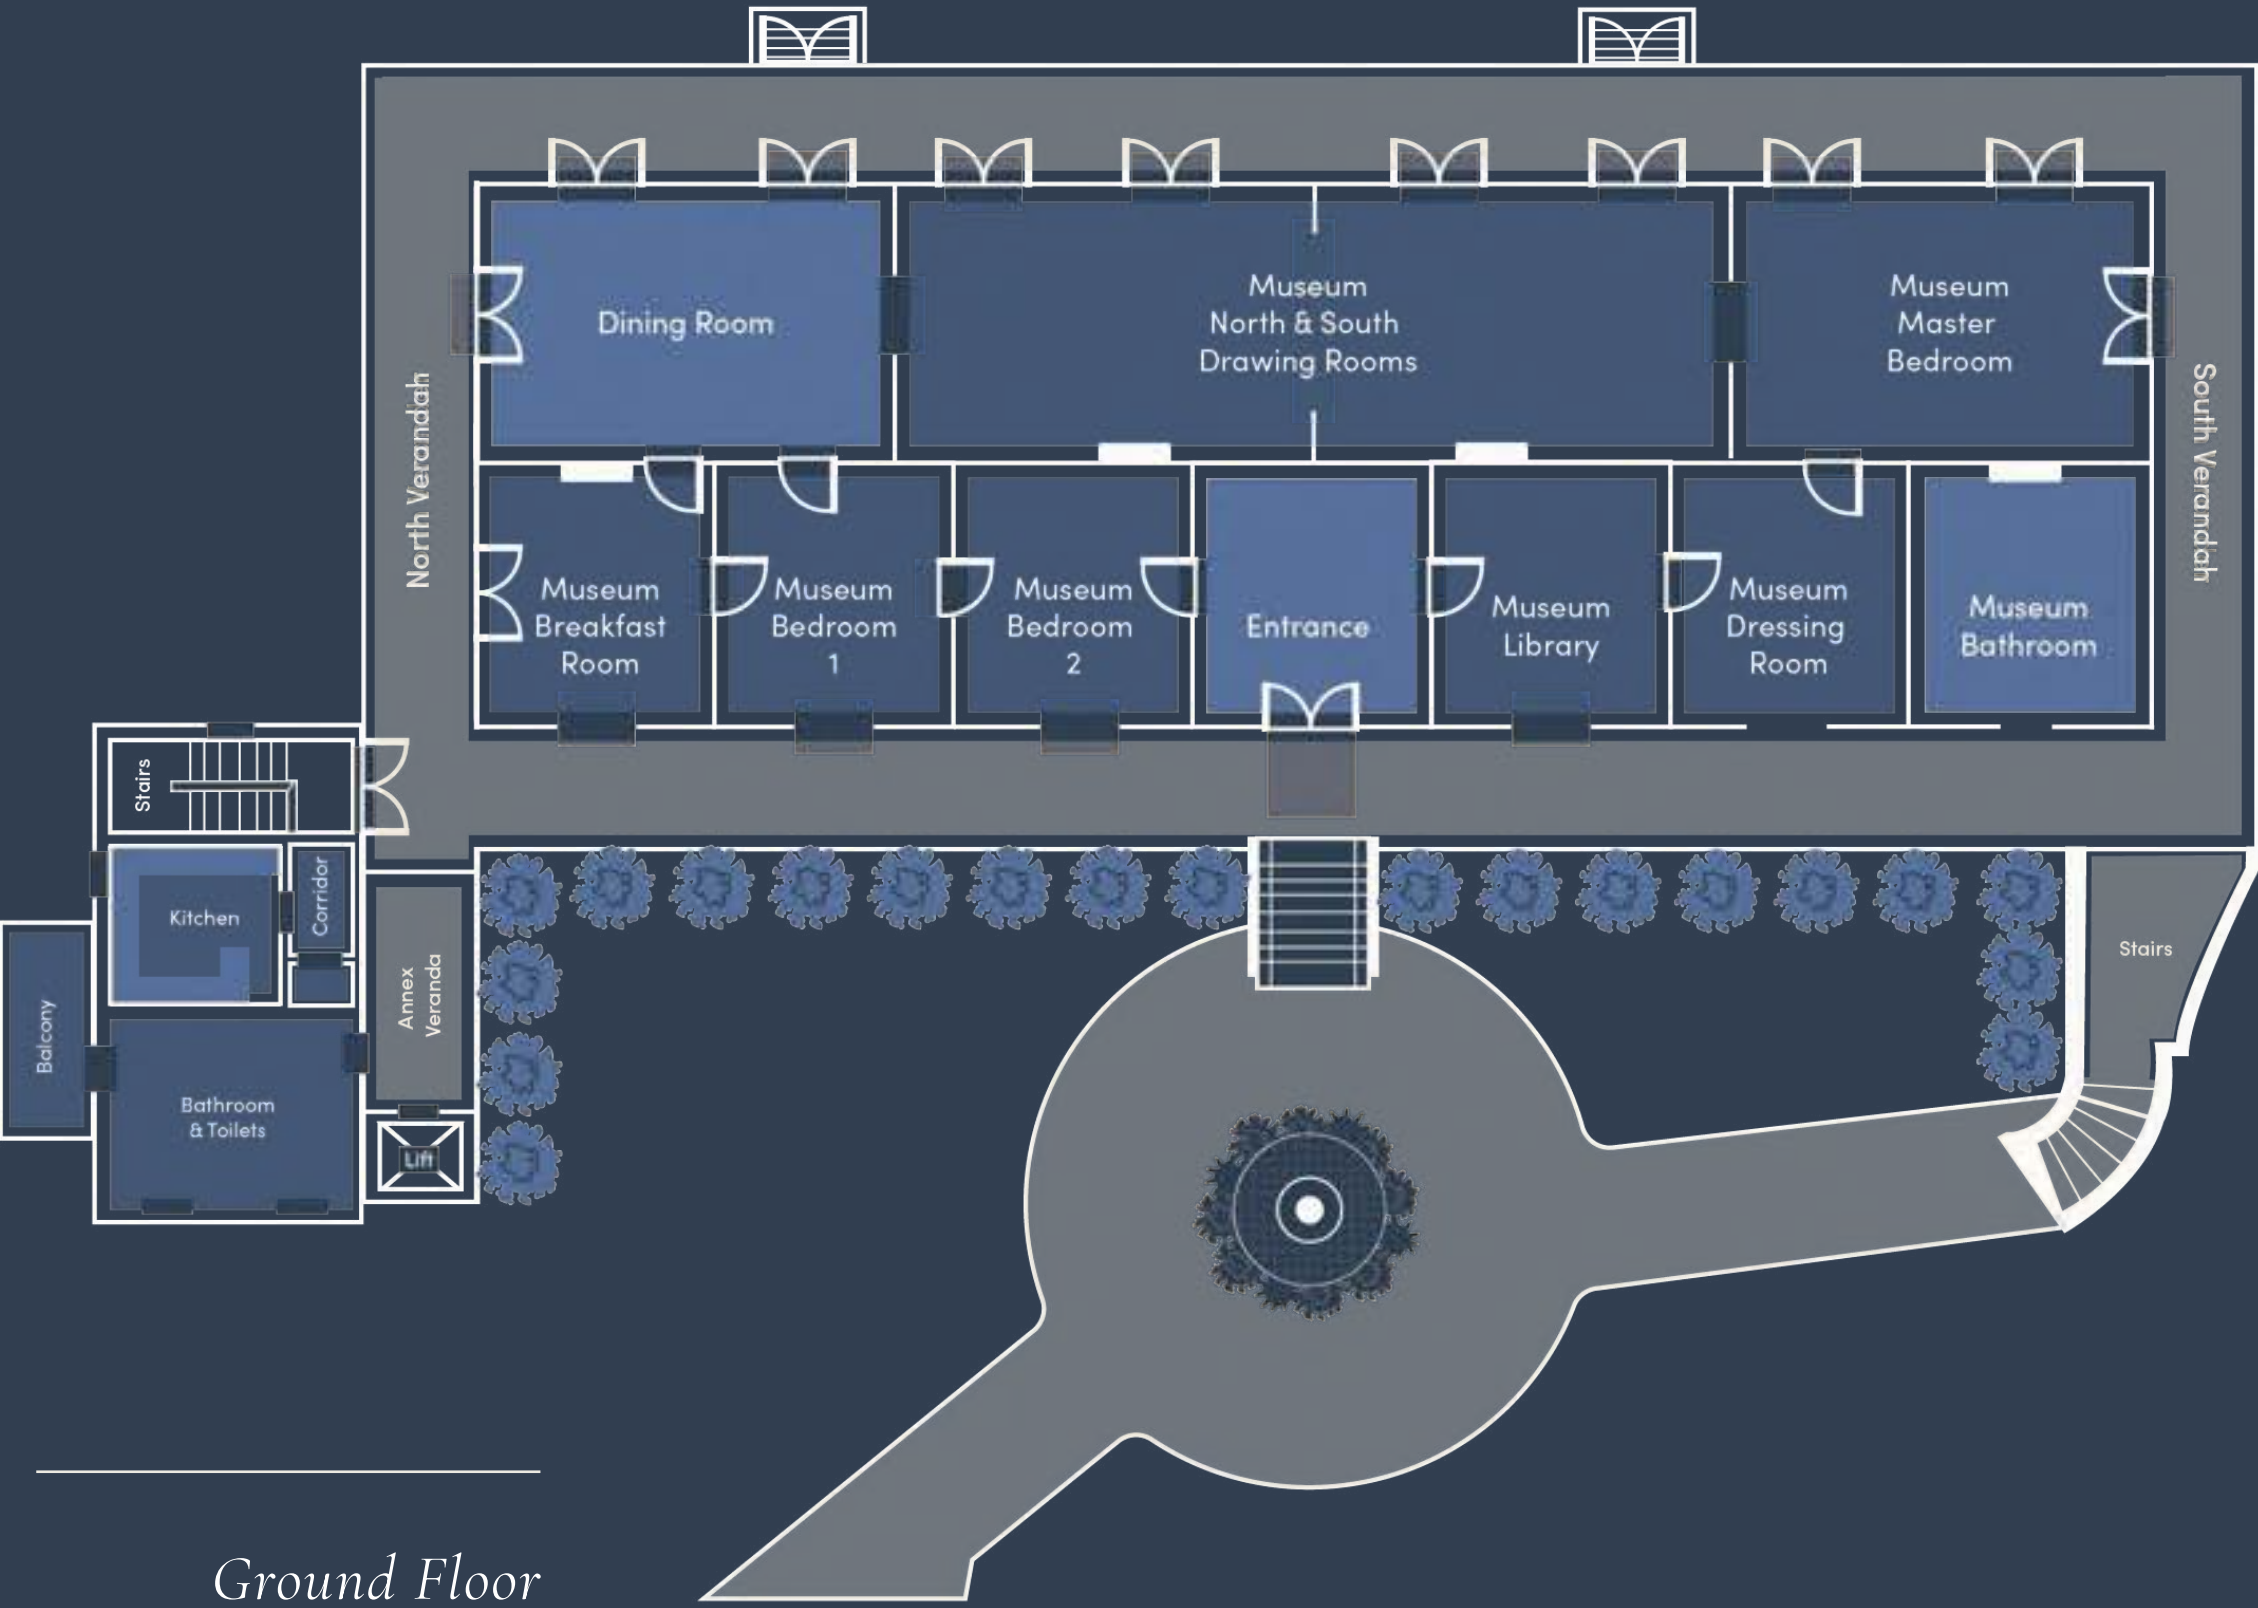 Dining Room
Museum
North & South
Drawing Rooms
Museum
Master
Bedroom
North Verandah
South Verandah
Museum
Breakfast
Room
Museum
Bedroom
1
Museum
Bedroom
2
Entrance
Museum
Library
Museum
Dressing
Room
Museum
Bathroom
Stairs
Kitchen
Corridor
Balcony
Annex
Veranda
Bathroom
& Toilets
Lift
Stairs
Ground Floor